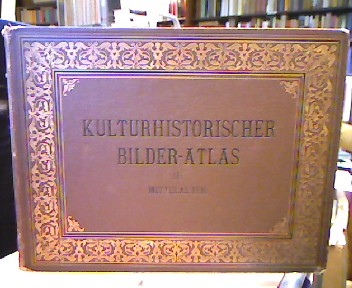 KULTURHISTORISCHER
BILDER-ATLAS
II
MITTELALTER